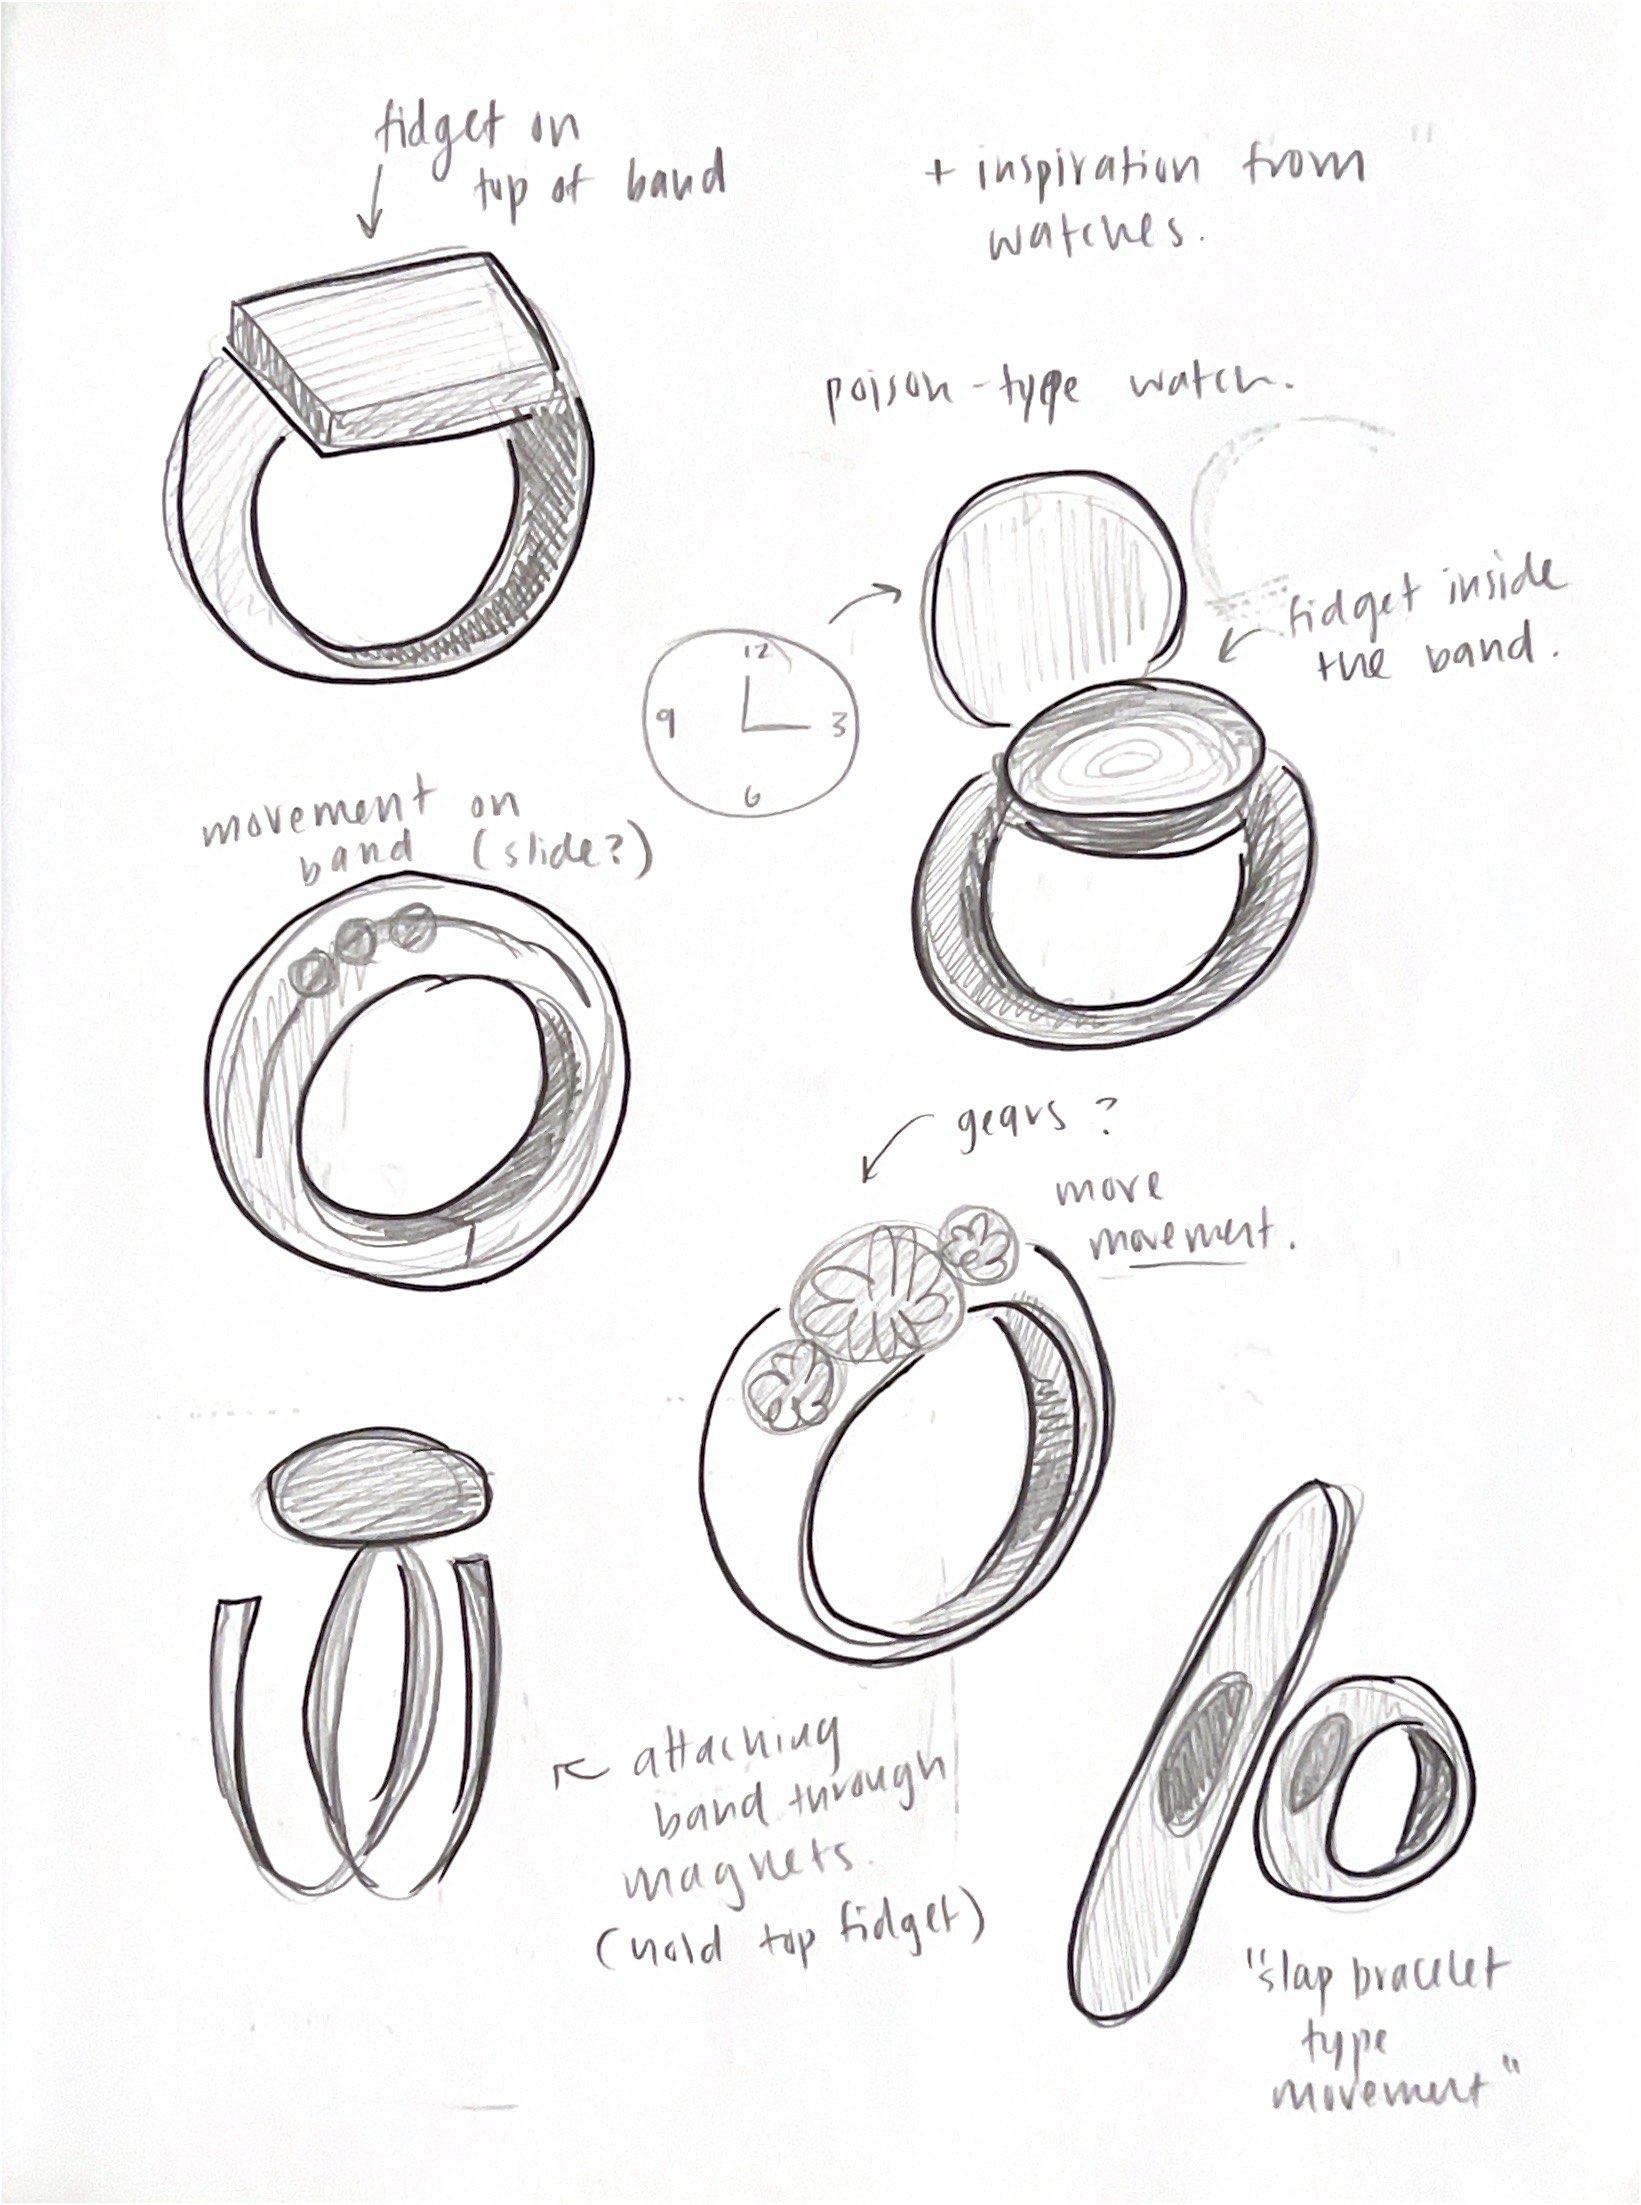 fidget on
top of band
+ inspiration from
watches.
poison-type watch.
fidget inside
the band.
12
9
3
6
movement on
band (slide?)
gears?
more
movement.
attaching
band through
magnets.
(hold top fidget)
"slap bracelet
type
movement"